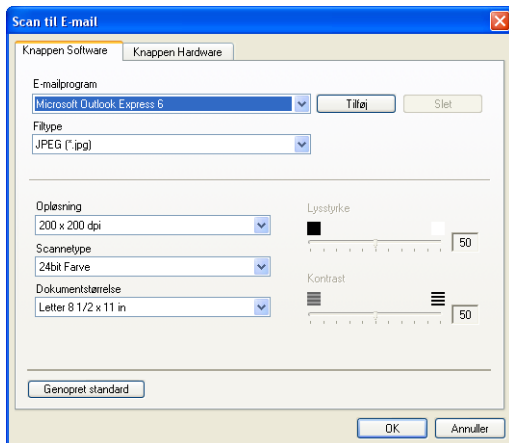 Scan til E-mail
Knappen Software
Knappen Hardware
E-mailprogram
Microsoft Outlook Express 6
Tilføj
Slet
Filtype
JPEG (*.jpg)
Opløsning
200 x 200 dpi
Scannetype
24bit Farve
Dokumentstørrelse
Letter 8 1/2 x 11 in
Lysstyrke
50
Kontrast
50
Genopret standard
OK
Annuller